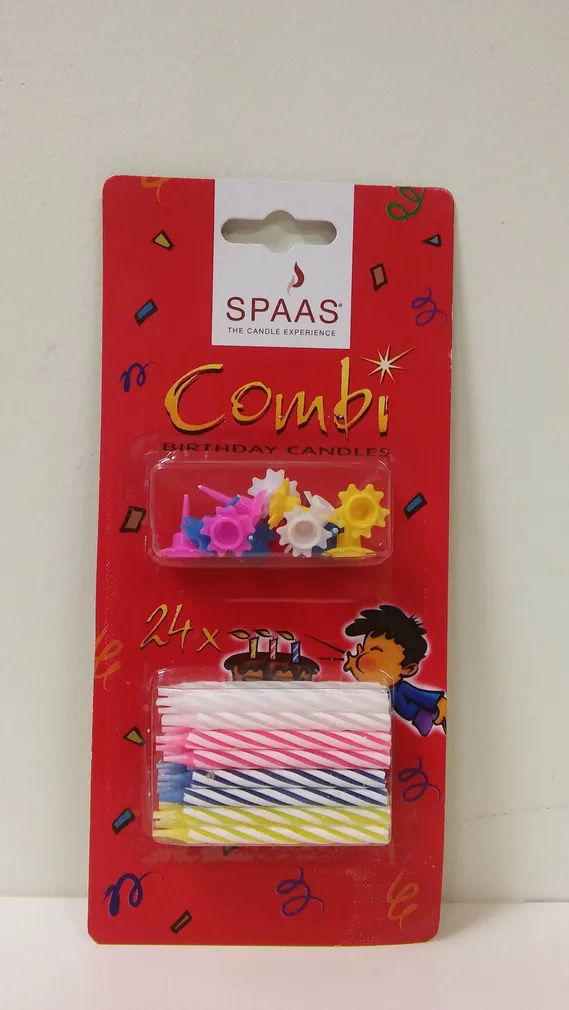 SPAAS®
THE CANDLE EXPERIENCE
Combi
BIRTHDAY CANDLES
24x